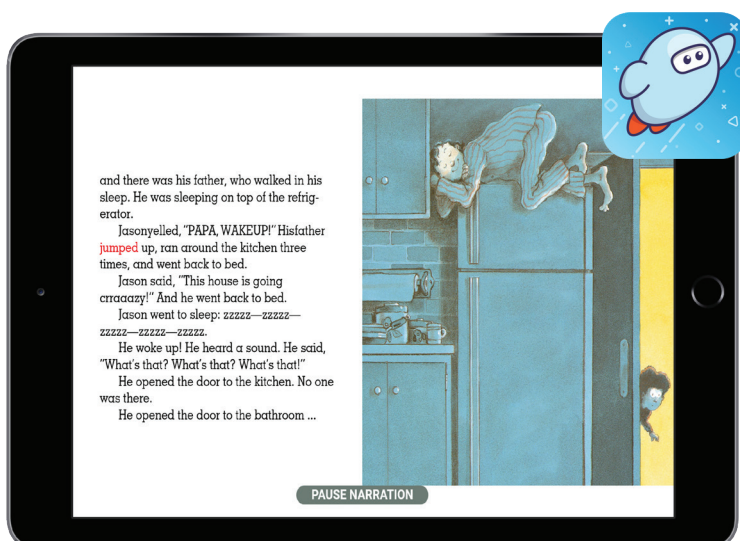 and there was his father, who walked in his
sleep. He was sleeping on top of the refrig-
erator.
Jasonyelled, “PAPA, WAKEUP!” Hisfather
jumped up, ran around the kitchen three
times, and went back to bed.
Jason said, “This house is going
crraaazy!” And he went back to bed.
Jason went to sleep: zzzzz—zzzzz—
zzzzz—zzzzz—zzzzz.
He woke up! He heard a sound. He said,
“What’s that? What’s that? What’s that!”
He opened the door to the kitchen. No one
was there.
He opened the door to the bathroom ...
PAUSE NARRATION